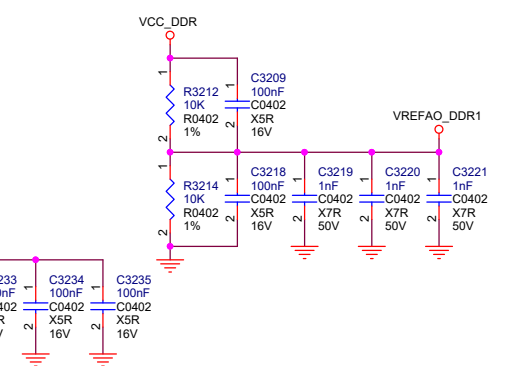 VCC_DDR
1
R3212
10K
R0402
1%
2
1
C3209
100nF
C0402
X5R
16V
2
VREFAO_DDR1
1
R3214
10K
R0402
1%
2
1
C3218
100nF
C0402
X5R
16V
2
1
C3219
1nF
C0402
X7R
50V
2
1
C3220
1nF
C0402
X7R
50V
2
1
C3221
1nF
C0402
X7R
50V
2
233
nF
402
R
V
1
C3234
100nF
C0402
X5R
16V
2
1
C3235
100nF
C0402
X5R
16V
2